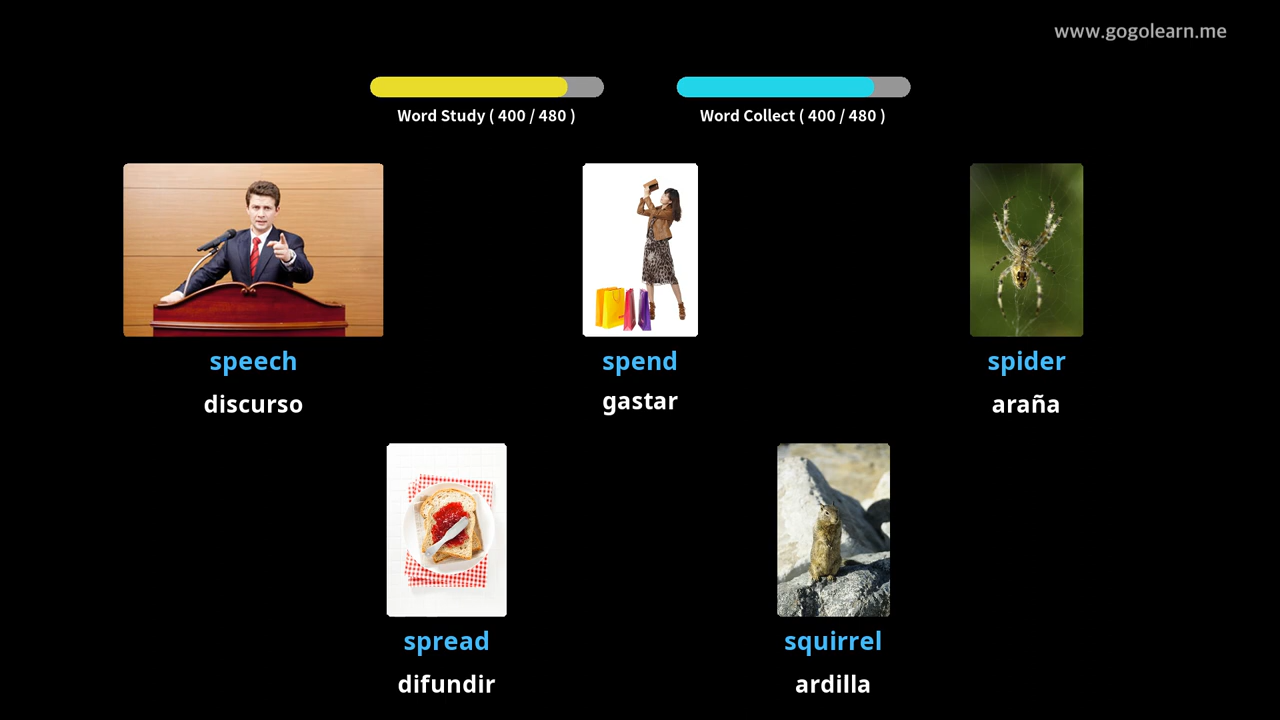 www.gogolearn.me
Word Study ( 400 / 480 )
Word Collect ( 400 / 480 )
speech
discurso
spend
gastar
spider
araña
spread
difundir
squirrel
ardilla